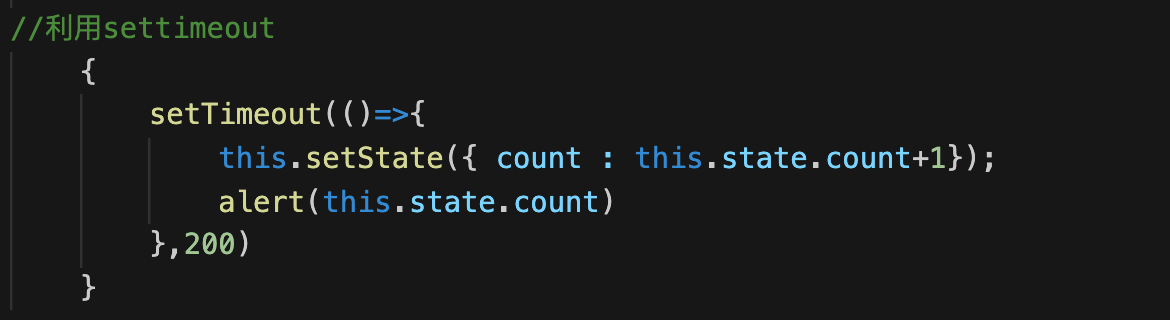 //利用settimeout
{
setTimeout(()=>{
this.setState({ count : this.state.count+1});
alert(this.state.count)
},200)
}